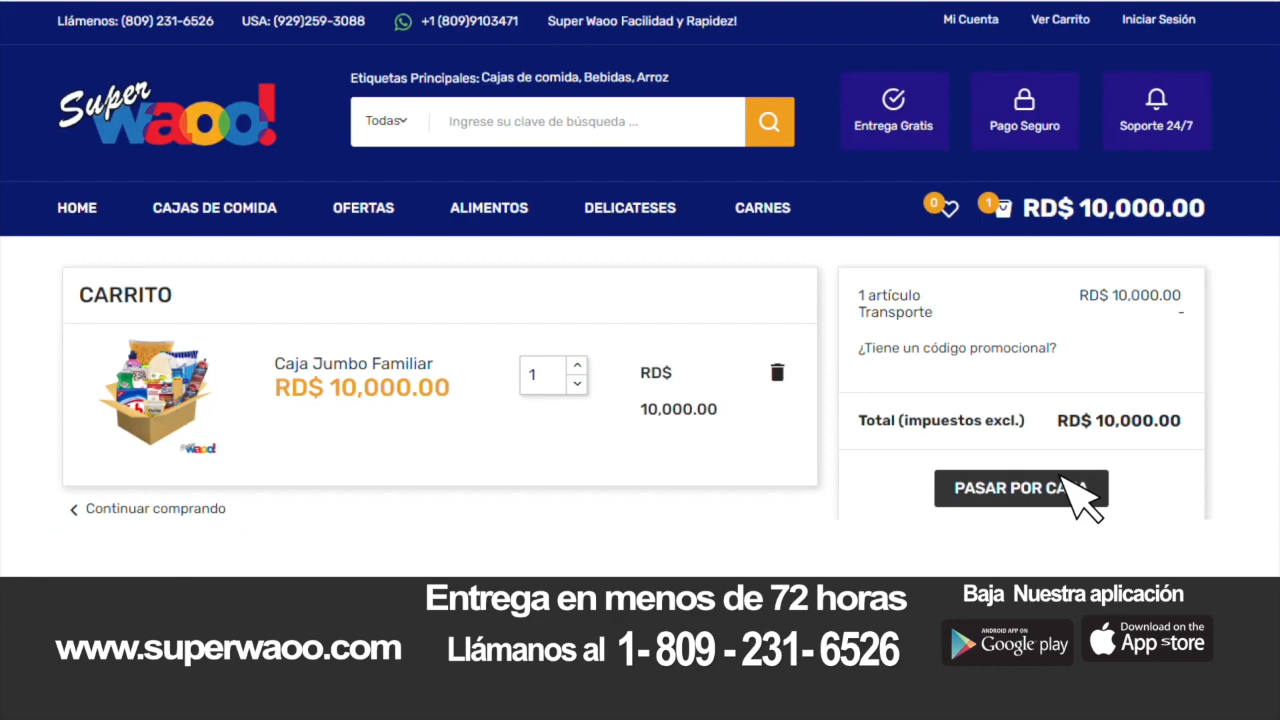 Llámenos: (809) 231-6526 USA: (929)259-3088 +1 (809)9103471 Super Waoo Facilidad y Rapidez! Mi Cuenta Ver Carrito Iniciar Sesión
Super
waoo!
Etiquetas Principales: Cajas de comida, Bebidas, Arroz
Todas Ingrese su clave de búsqueda ...
Entrega Gratis Pago Seguro Soporte 24/7
HOME CAJAS DE COMIDA OFERTAS ALIMENTOS DELICATESES CARNES 0 1 RD$ 10,000.00
CARRITO
Caja Jumbo Familiar
RD$ 10,000.00
1
RD$
10,000.00
waoo!
Continuar comprando
1 artículo RD$ 10,000.00
Transporte -
¿Tiene un código promocional?
Total (impuestos excl.) RD$ 10,000.00
PASAR POR
www.superwaoo.com
Entrega en menos de 72 horas
Llámanos al 1-809-231-6526
Baja Nuestra aplicación
ANDROID APP ON
Google play
Download on the
App store